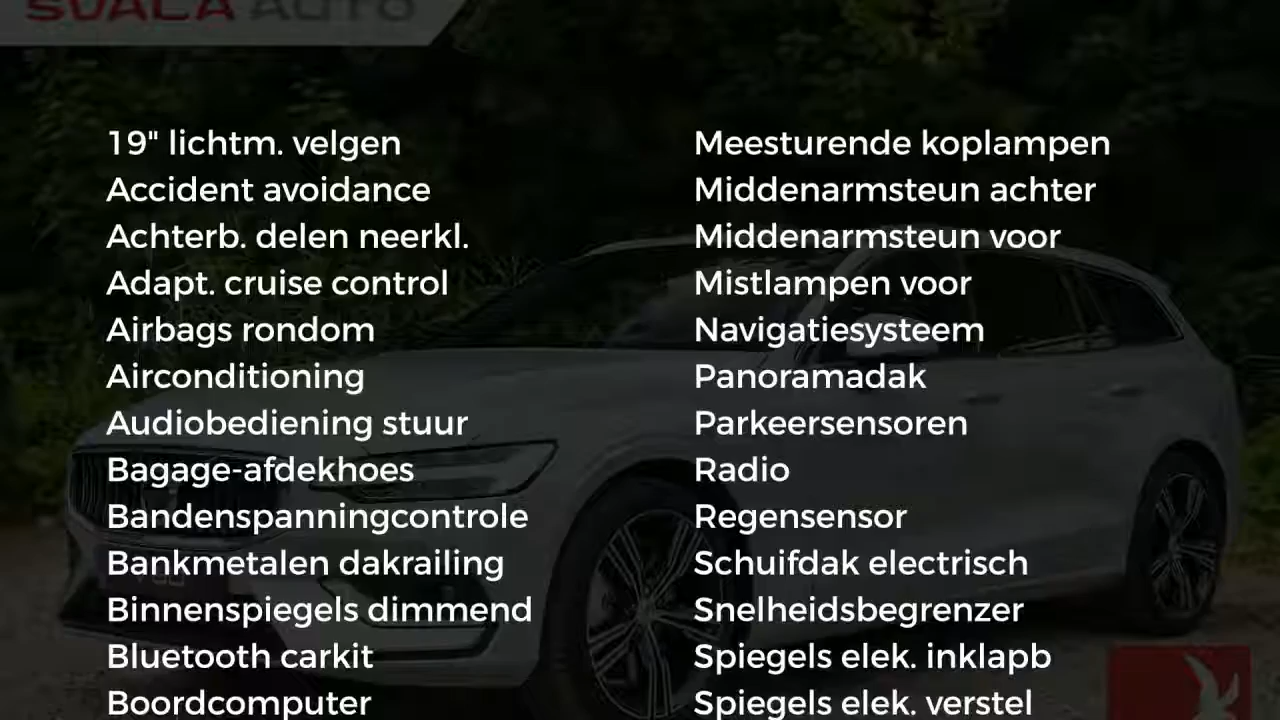 SVALA AUTO
19" lichtm. velgen
Accident avoidance
Achterb. delen neerkl.
Adapt. cruise control
Airbags rondom
Airconditioning
Audiobediening stuur
Bagage-afdekhoes
Bandenspanningcontrole
Bankmetalen dakrailing
Binnenspiegels dimmend
Bluetooth carkit
Boordcomputer
Meesturende koplampen
Middenarmsteun achter
Middenarmsteun voor
Mistlampen voor
Navigatiesysteem
Panoramadak
Parkeersensoren
Radio
Regensensor
Schuifdak electrisch
Snelheidsbegrenzer
Spiegels elek. inklapb
Spiegels elek. verstel